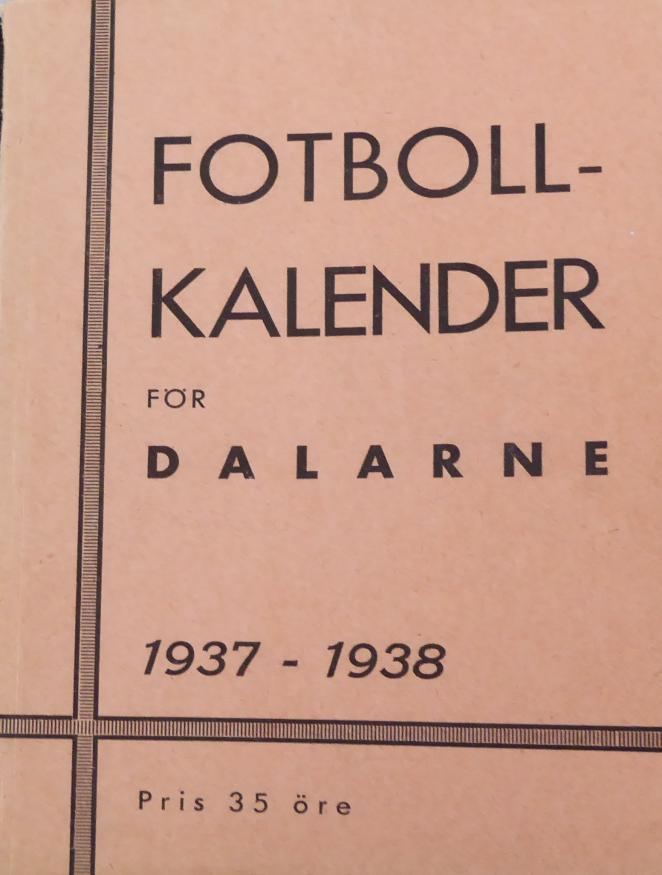 FOTBOLL-
KALENDER
FÖR
DALARNE
1937 - 1938
Pris 35 öre